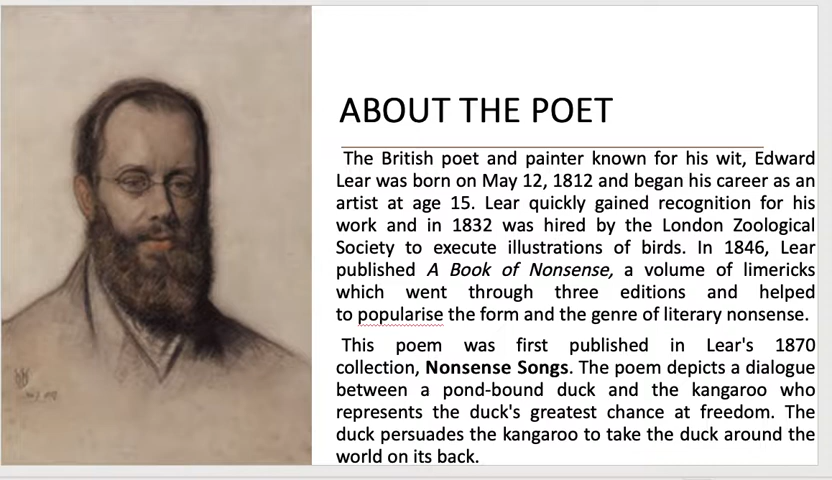 ABOUT THE POET
The British poet and painter known for his wit, Edward
Lear was born on May 12, 1812 and began his career as an
artist at age 15. Lear quickly gained recognition for his
work and in 1832 was hired by the London Zoological
Society to execute illustrations of birds. In 1846, Lear
published A Book of Nonsense, a volume of limericks
which went through three editions and helped
to popularise the form and the genre of literary nonsense.
This poem was first published in Lear's 1870
collection, Nonsense Songs. The poem depicts a dialogue
between a pond-bound duck and the kangaroo who
represents the duck's greatest chance at freedom. The
duck persuades the kangaroo to take the duck around the
world on its back.